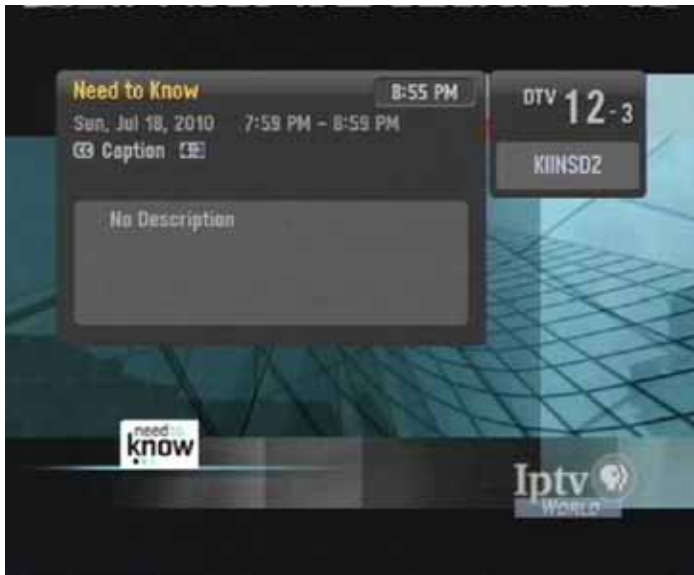 Need to Know
8:55 PM
Sun, Jul 18, 2010 7:59 PM - 8:59 PM
CC Caption
No Description
DTV 12-3
KIINSD2
need to
know
Iptv
WORLD